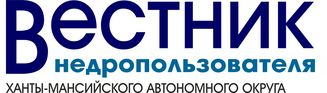 Вестник
недропользователя
ХАНТЫ-МАНСИЙСКОГО АВТОНОМНОГО ОКРУГА